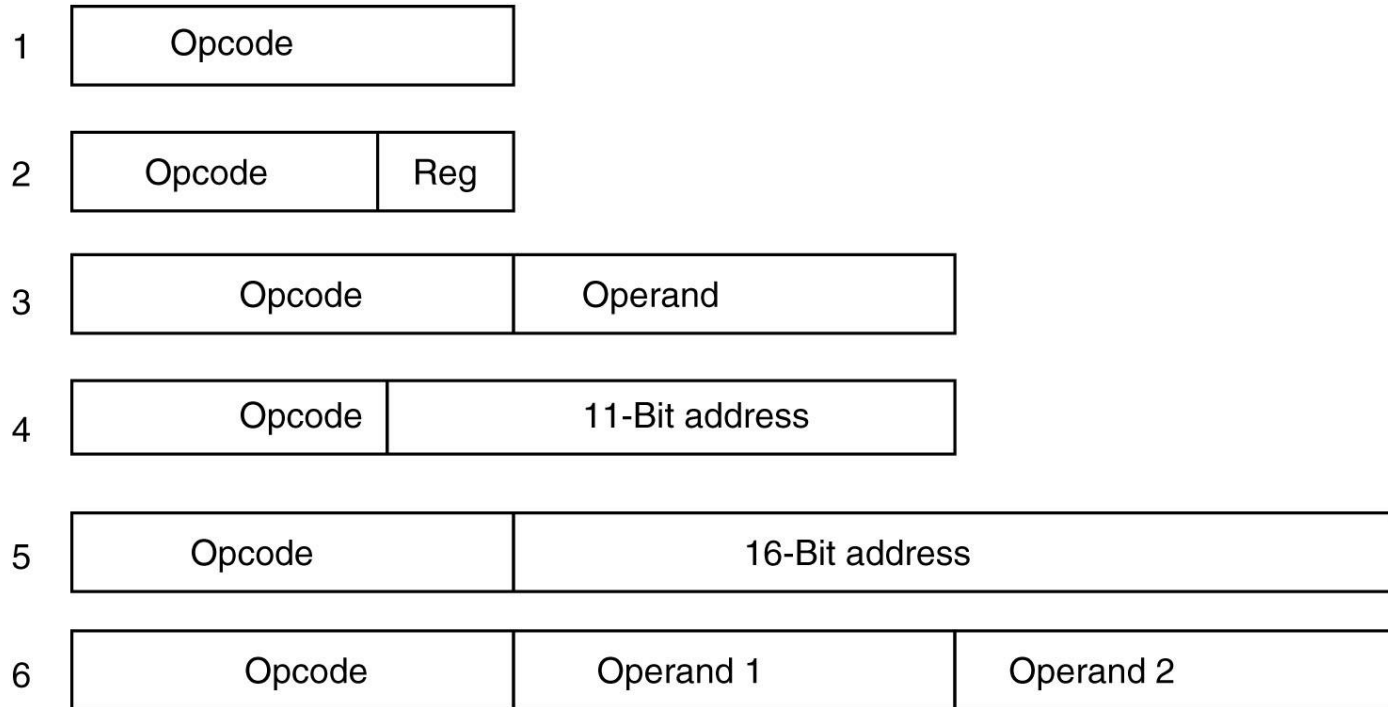 1 Opcode
2 Opcode Reg
3 Opcode Operand
4 Opcode 11-Bit address
5 Opcode 16-Bit address
6 Opcode Operand 1 Operand 2